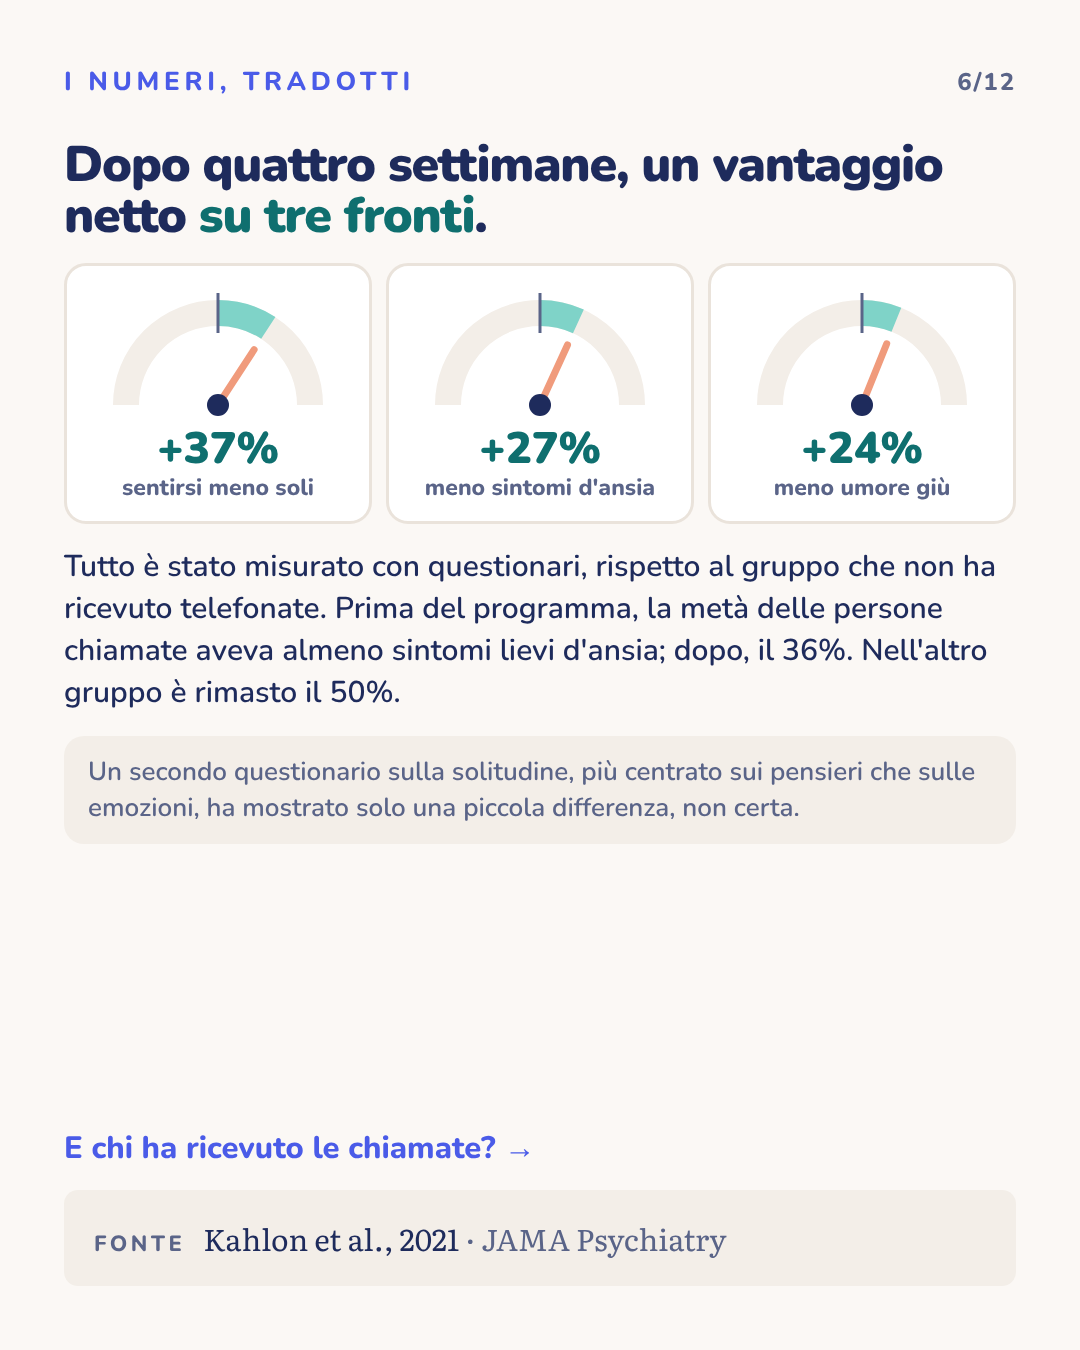 I NUMERI, TRADOTTI
6/12
Dopo quattro settimane, un vantaggio
netto su tre fronti.
+37%
sentirsi meno soli
+27%
meno sintomi d'ansia
+24%
meno umore giù
Tutto è stato misurato con questionari, rispetto al gruppo che non ha
ricevuto telefonate. Prima del programma, la metà delle persone
chiamate aveva almeno sintomi lievi d'ansia; dopo, il 36%. Nell'altro
gruppo è rimasto il 50%.
Un secondo questionario sulla solitudine, più centrato sui pensieri che sulle
emozioni, ha mostrato solo una piccola differenza, non certa.
E chi ha ricevuto le chiamate? →
FONTE Kahlon et al., 2021 · JAMA Psychiatry